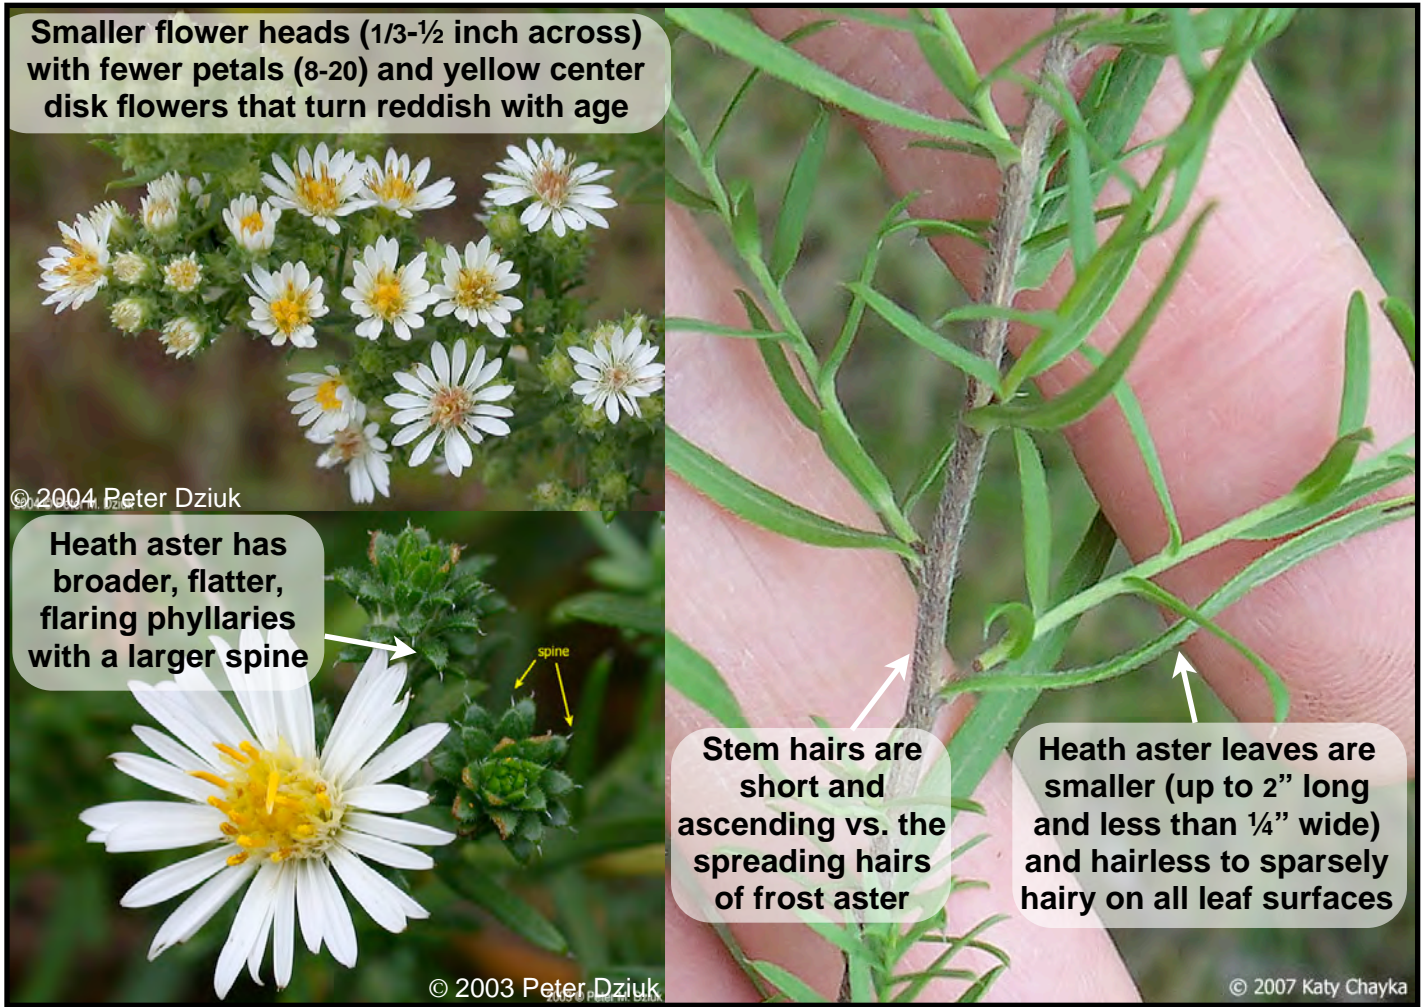 Smaller flower heads (1/3-½ inch across)
with fewer petals (8-20) and yellow center
disk flowers that turn reddish with age
© 2004 Peter Dziuk
Heath aster has
broader, flatter,
flaring phyllaries
with a larger spine
spine
© 2003 Peter Dziuk
Stem hairs are
short and
ascending vs. the
spreading hairs
of frost aster
Heath aster leaves are
smaller (up to 2” long
and less than ¼” wide)
and hairless to sparsely
hairy on all leaf surfaces
© 2007 Katy Chayka